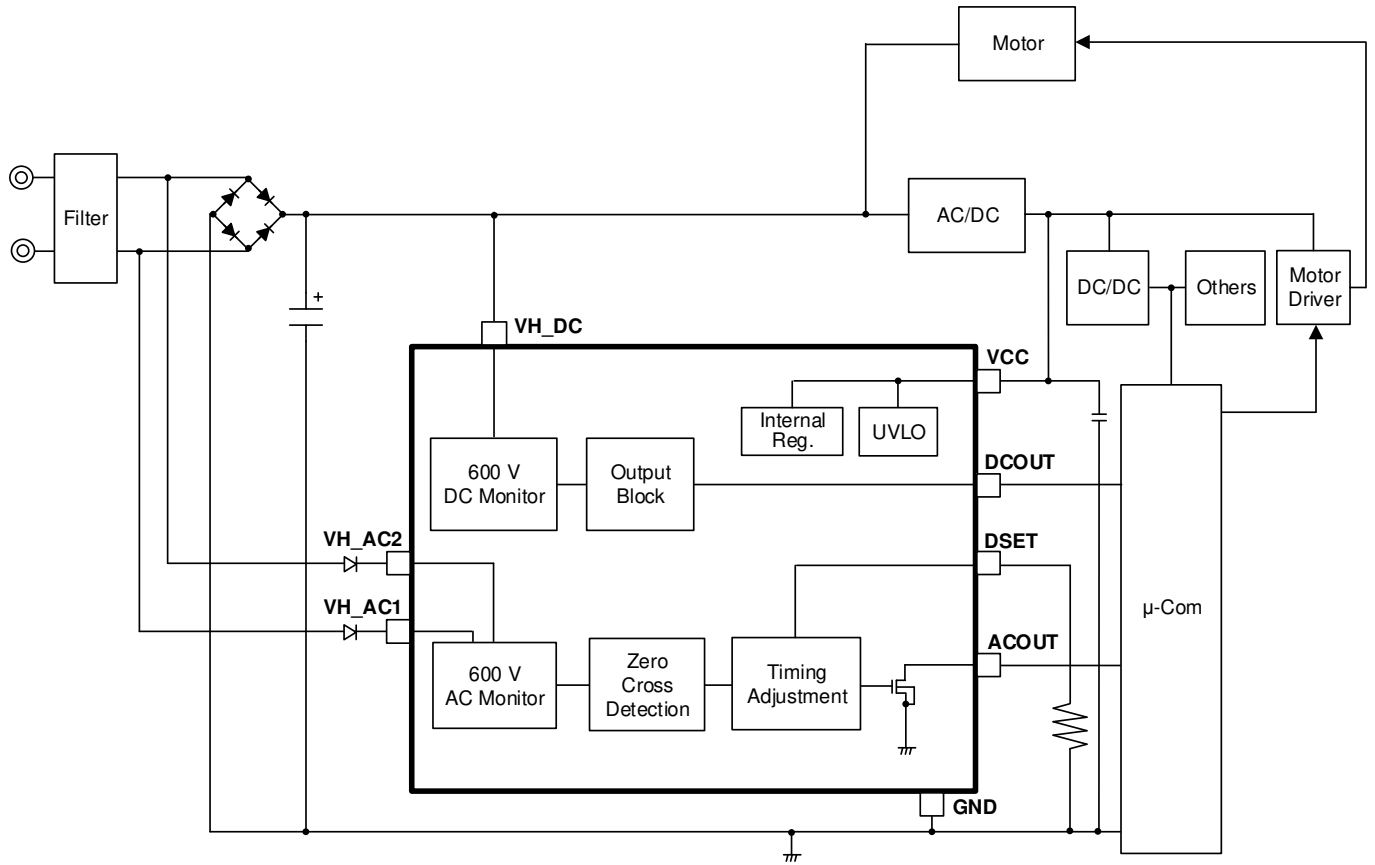 Motor
Filter
AC/DC
DC/DC
Others
Motor
Driver
+
VH_DC
VCC
Internal
Reg.
UVLO
600 V
DC Monitor
Output
Block
DCOUT
VH_AC2
DSET
VH_AC1
µ-Com
600 V
AC Monitor
Zero
Cross
Detection
Timing
Adjustment
ACOUT
GND